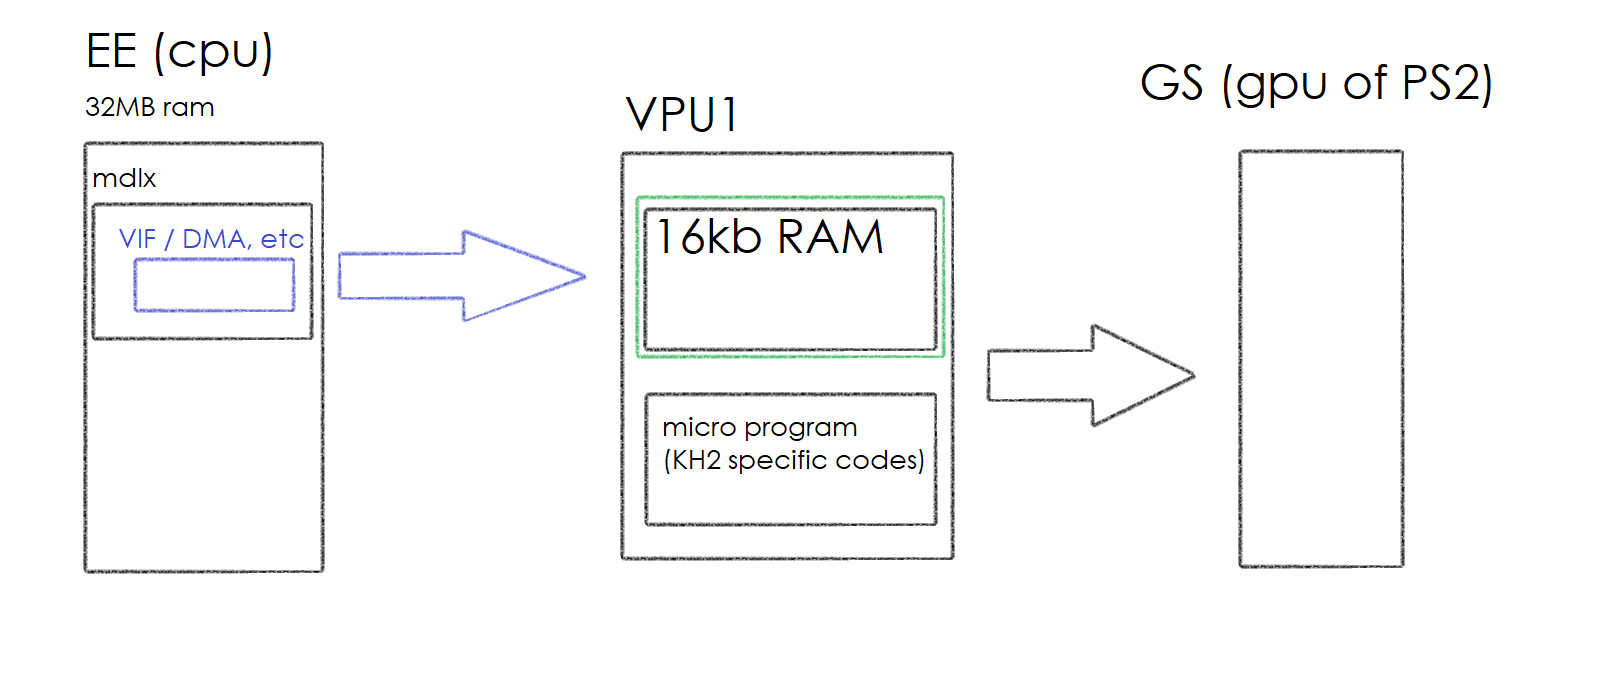 EE (cpu)
32MB ram
mdlx
VIF / DMA, etc
VPU1
16kb RAM
micro program
(KH2 specific codes)
GS (gpu of PS2)